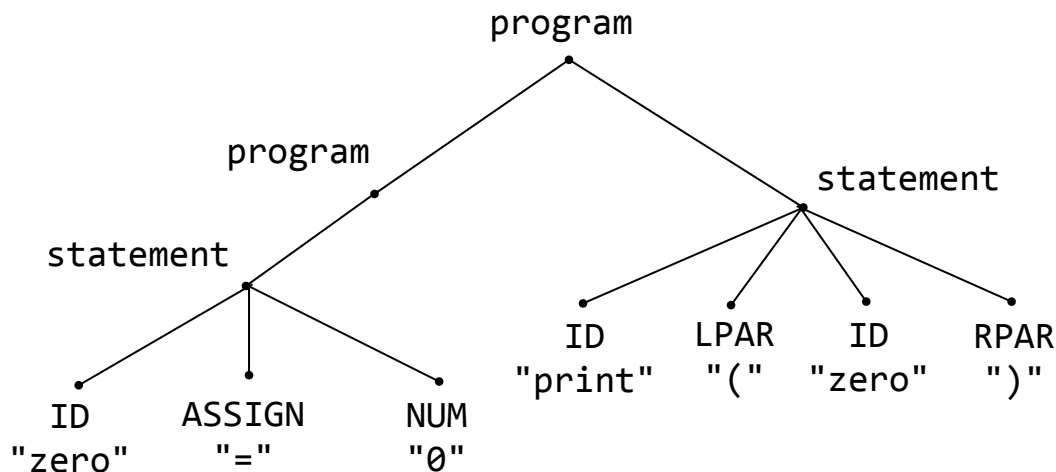 program
program
statement
statement
ID LPAR ID RPAR
"print" "(" "zero" ")"
ID ASSIGN NUM
"zero" "=" "0"